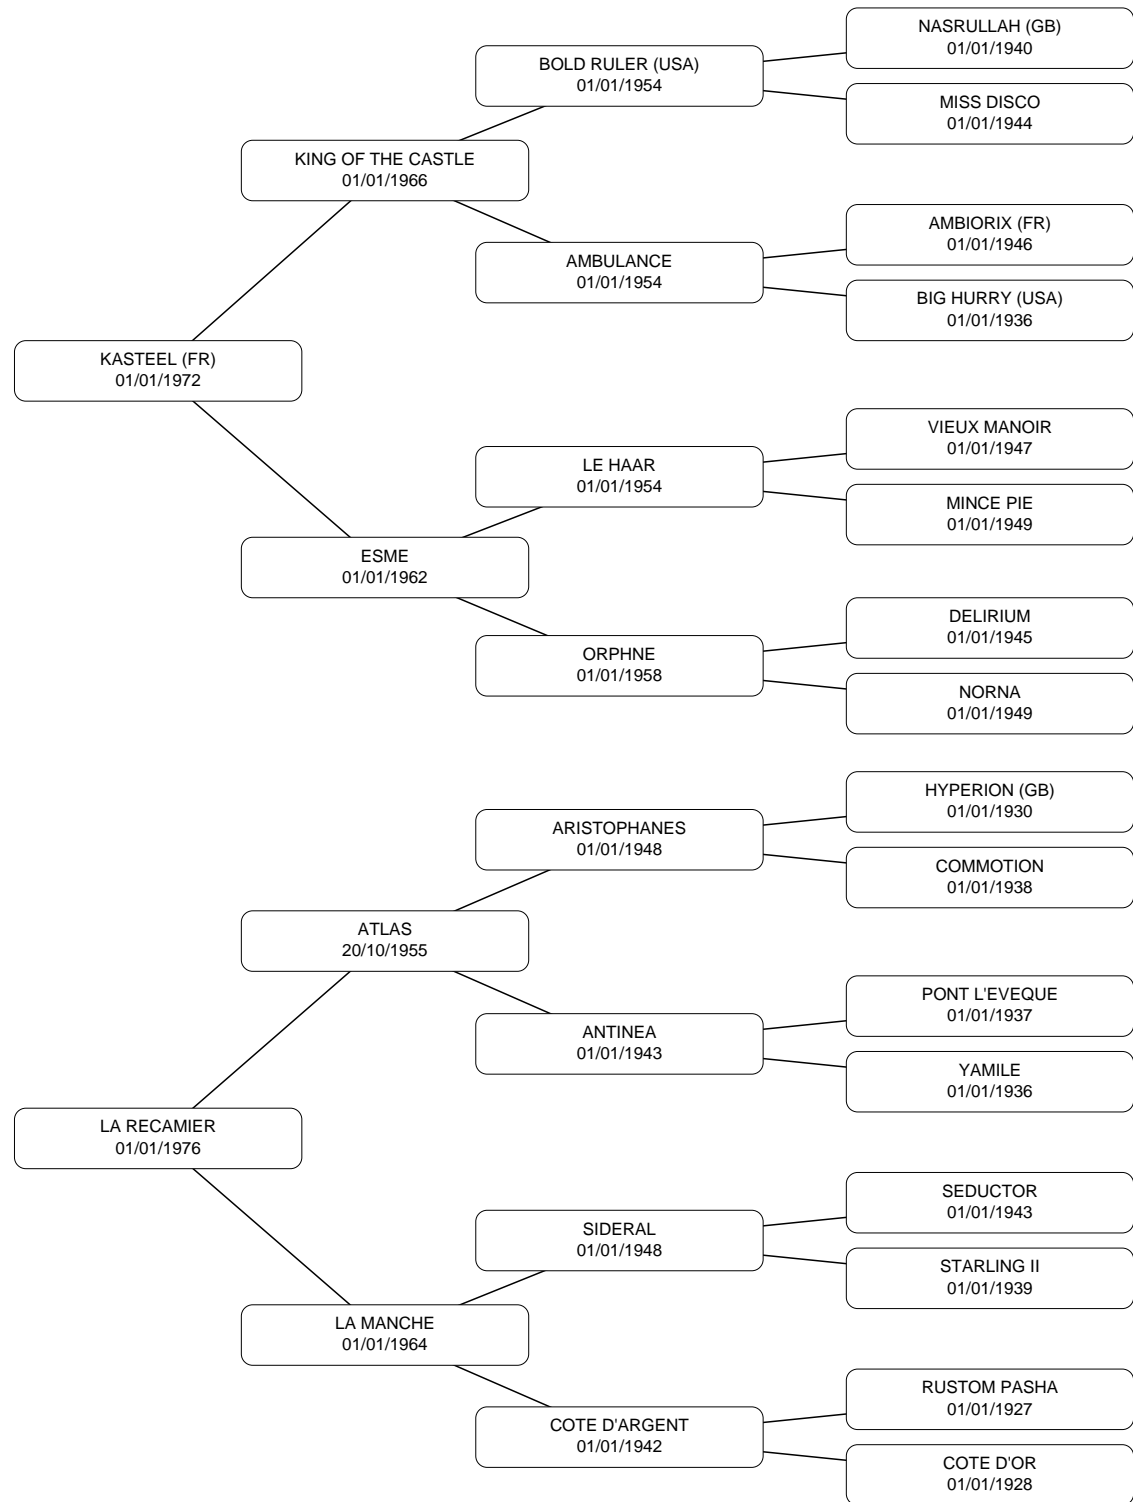 NASRULLAH (GB)
01/01/1940
BOLD RULER (USA)
01/01/1954
MISS DISCO
01/01/1944
KING OF THE CASTLE
01/01/1966
AMBIORIX (FR)
01/01/1946
AMBULANCE
01/01/1954
BIG HURRY (USA)
01/01/1936
KASTEEL (FR)
01/01/1972
VIEUX MANOIR
01/01/1947
LE HAAR
01/01/1954
MINCE PIE
01/01/1949
ESME
01/01/1962
DELIRIUM
01/01/1945
ORPHNE
01/01/1958
NORNA
01/01/1949
HYPERION (GB)
01/01/1930
ARISTOPHANES
01/01/1948
COMMOTION
01/01/1938
ATLAS
20/10/1955
PONT L'EVEQUE
01/01/1937
ANTINEA
01/01/1943
YAMILE
01/01/1936
LA RECAMIER
01/01/1976
SEDUCTOR
01/01/1943
SIDERAL
01/01/1948
STARLING II
01/01/1939
LA MANCHE
01/01/1964
RUSTOM PASHA
01/01/1927
COTE D'ARGENT
01/01/1942
COTE D'OR
01/01/1928